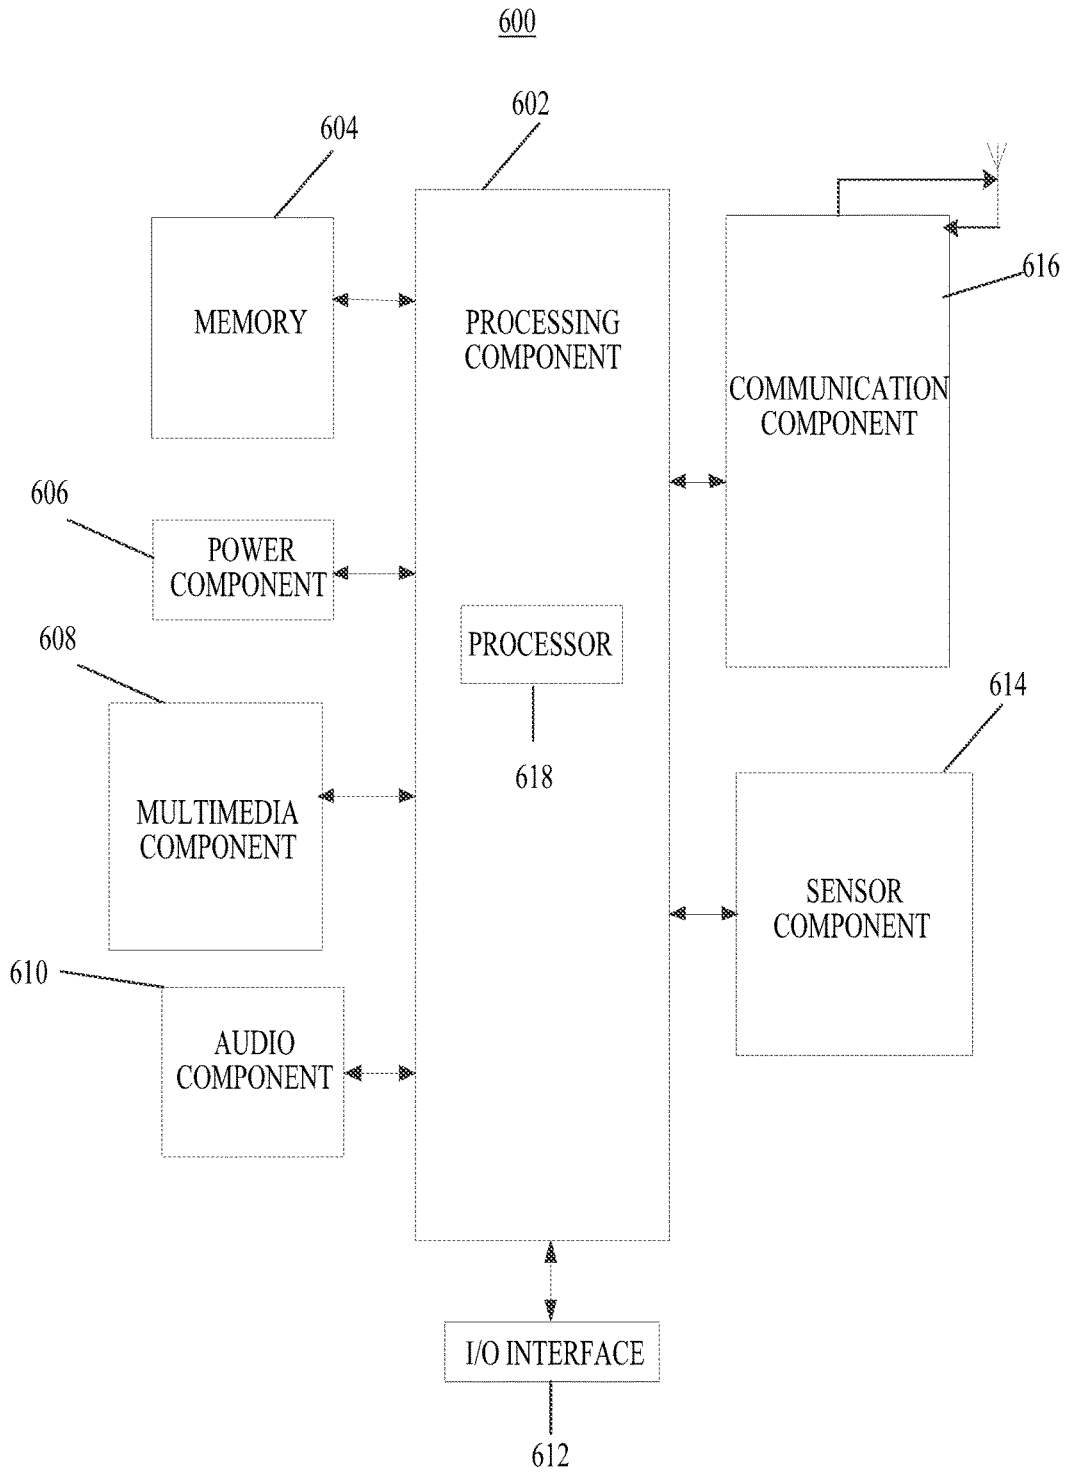 600
602
604
MEMORY
PROCESSING
COMPONENT
616
COMMUNICATION
COMPONENT
606
POWER
COMPONENT
PROCESSOR
618
608
MULTIMEDIA
COMPONENT
614
SENSOR
COMPONENT
610
AUDIO
COMPONENT
I/O INTERFACE
612